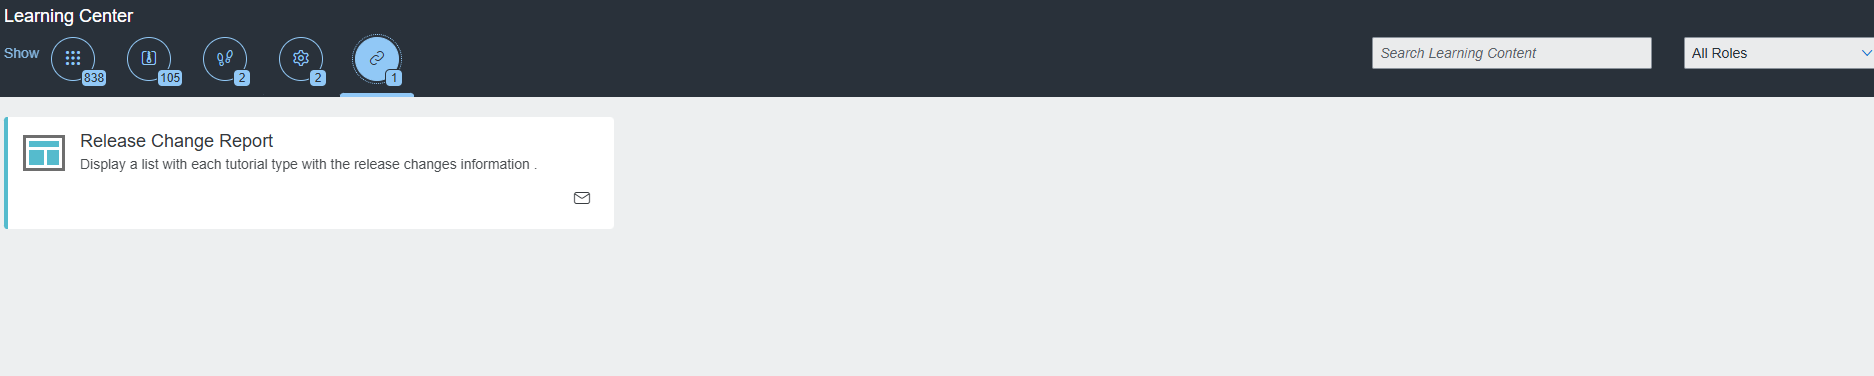 Learning Center
Show
838
105
2
2
1
Search Learning Content
All Roles
Release Change Report
Display a list with each tutorial type with the release changes information .